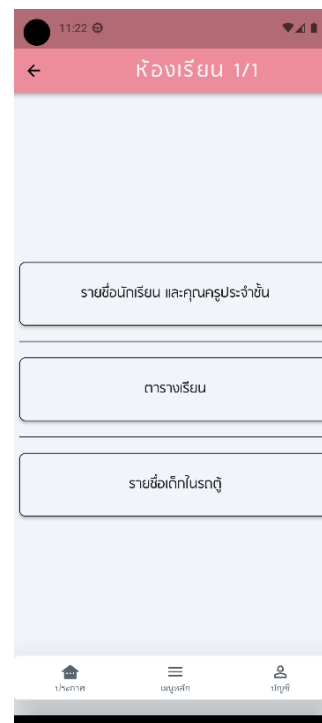 11:22
ห้องเรียน 1/1
รายชื่อนักเรียน และคุณครูประจำชั้น
ตารางเรียน
รายชื่อเด็กในรถตู้
ประกาศ
เมนูหลัก
บัญชี